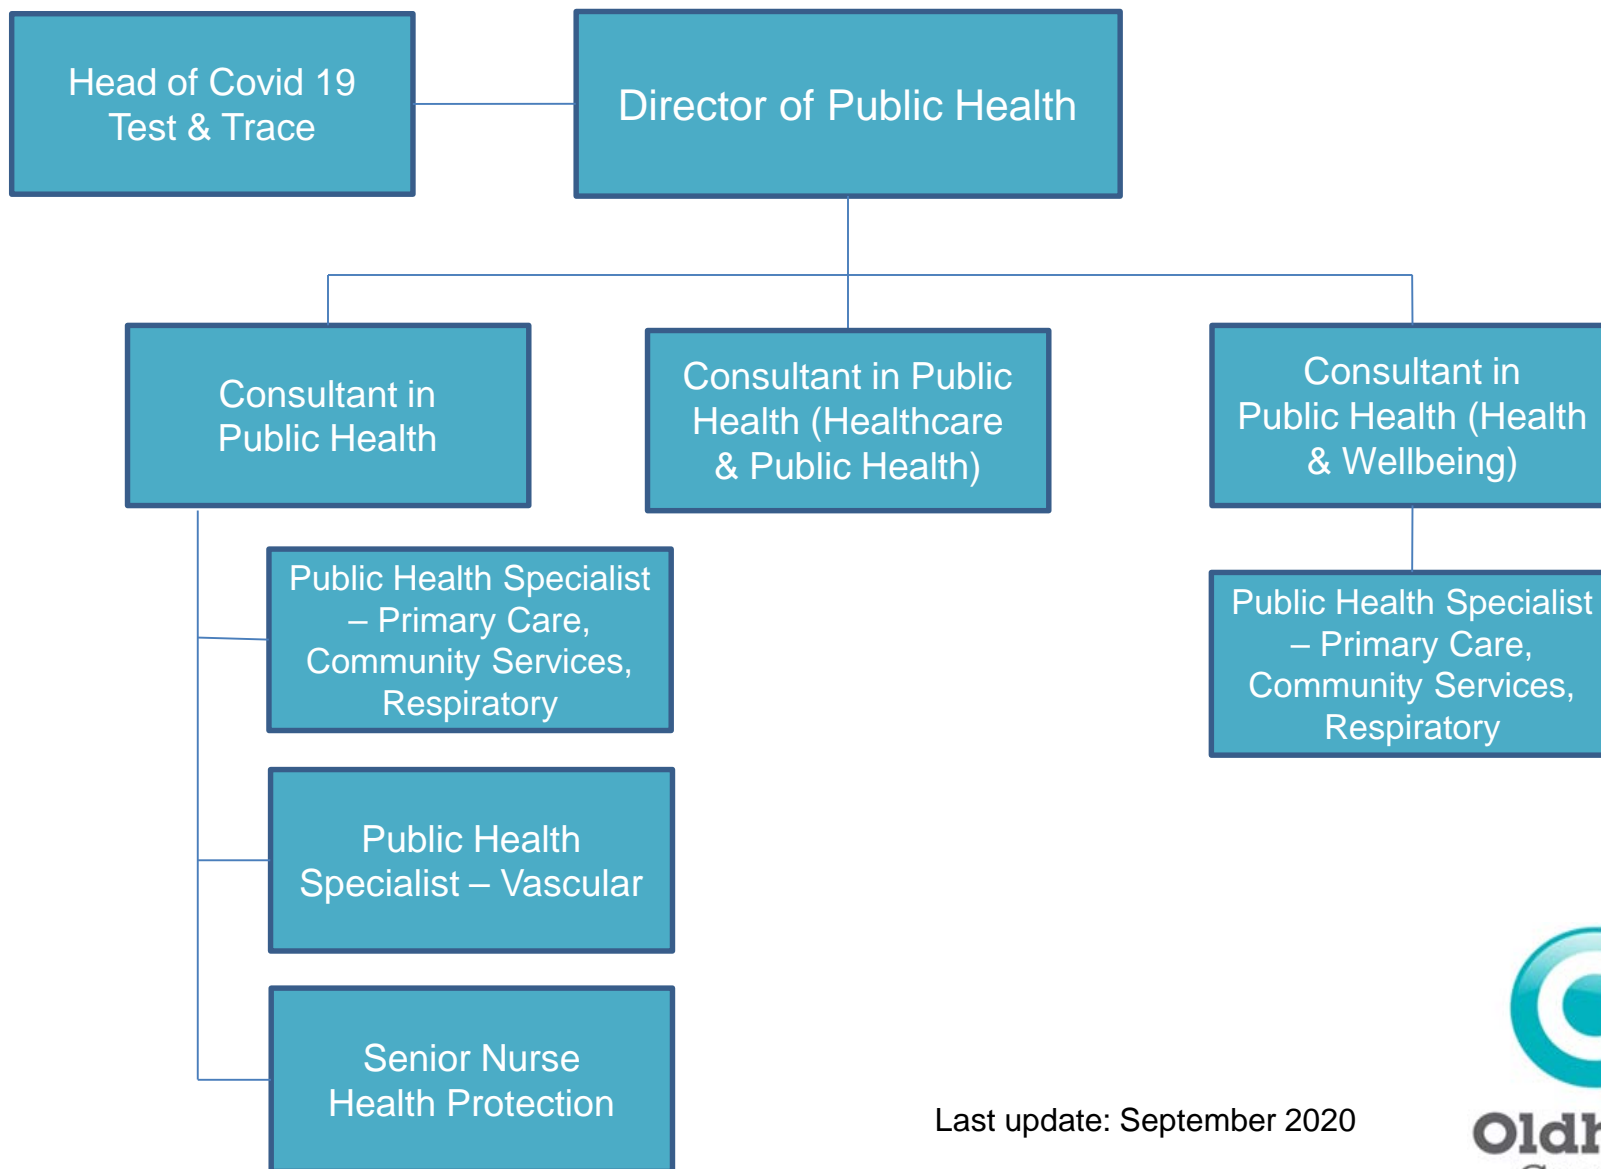 Head of Covid 19
Test & Trace
Director of Public Health
Consultant in
Public Health
Consultant in Public
Health (Healthcare
& Public Health)
Consultant in
Public Health (Health
& Wellbeing)
Public Health Specialist
– Primary Care,
Community Services,
Respiratory
Public Health Specialist
– Primary Care,
Community Services,
Respiratory
Public Health
Specialist – Vascular
Senior Nurse
Health Protection
Last update: September 2020